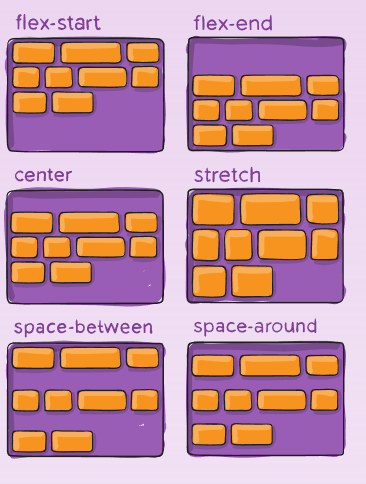 flex-start
flex-end
center
stretch
space-between
space-around